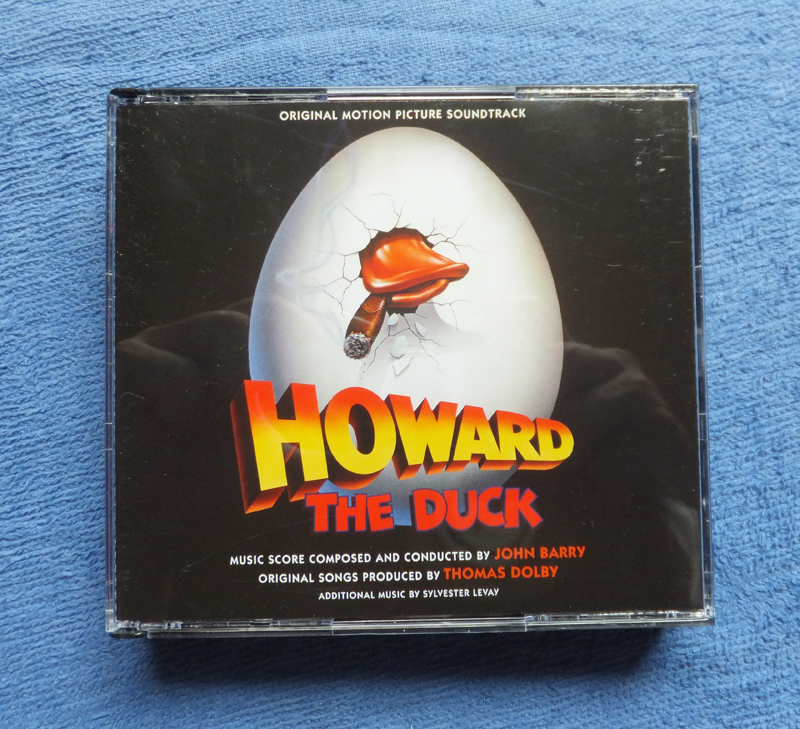 ORIGINAL MOTION PICTURE SOUNDTRACK
HOWARD
THE DUCK
MUSIC SCORE COMPOSED AND CONDUCTED BY JOHN BARRY
ORIGINAL SONGS PRODUCED BY THOMAS DOLBY
ADDITIONAL MUSIC BY SYLVESTER LEVAY